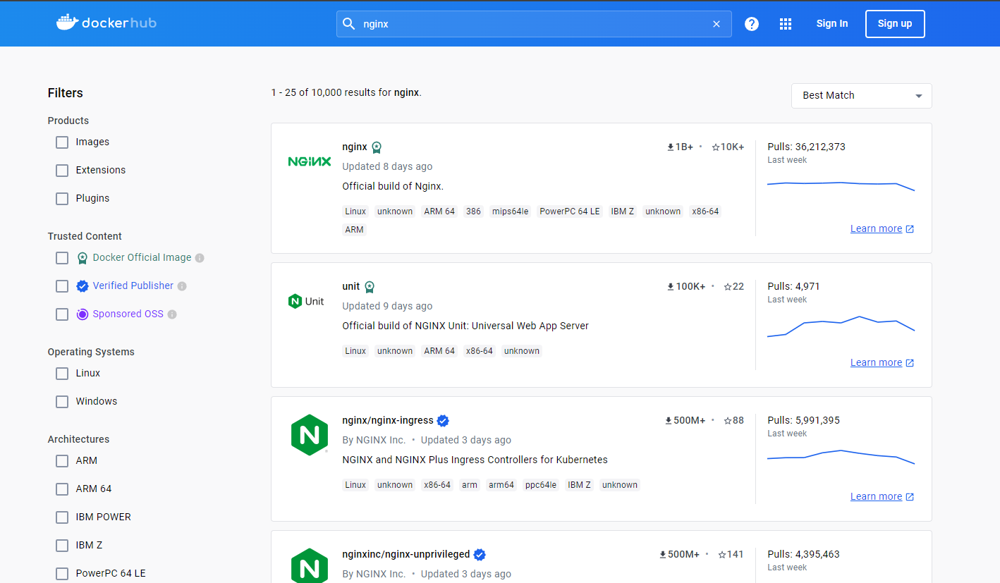 dockerhub
nginx
Sign In
Sign up
Filters
Products
Images
Extensions
Plugins
Trusted Content
Docker Official Image
Verified Publisher
Sponsored OSS
Operating Systems
Linux
Windows
Architectures
ARM
ARM 64
IBM POWER
IBM Z
PowerPC 64 LE
1 - 25 of 10,000 results for nginx.
Best Match
NGINX
nginx
1B+ • 10K+
Updated 8 days ago
Official build of Nginx.
Linux unknown ARM 64 386 mips64le PowerPC 64 LE IBM Z unknown x86-64
ARM
Pulls: 36,212,373
Last week
Learn more
N Unit
unit
100K+ • 22
Updated 9 days ago
Official build of NGINX Unit: Universal Web App Server
Linux unknown ARM 64 x86-64 unknown
Pulls: 4,971
Last week
Learn more
N
nginx/nginx-ingress
500M+ • 88
By NGINX Inc. • Updated 3 days ago
NGINX and NGINX Plus Ingress Controllers for Kubernetes
Linux unknown x86-64 arm arm64 ppc64le IBM Z unknown
Pulls: 5,991,395
Last week
Learn more
N
nginxinc/nginx-unprivileged
500M+ • 141
By NGINX Inc. • Updated 3 days ago
Pulls: 4,395,463
Last week